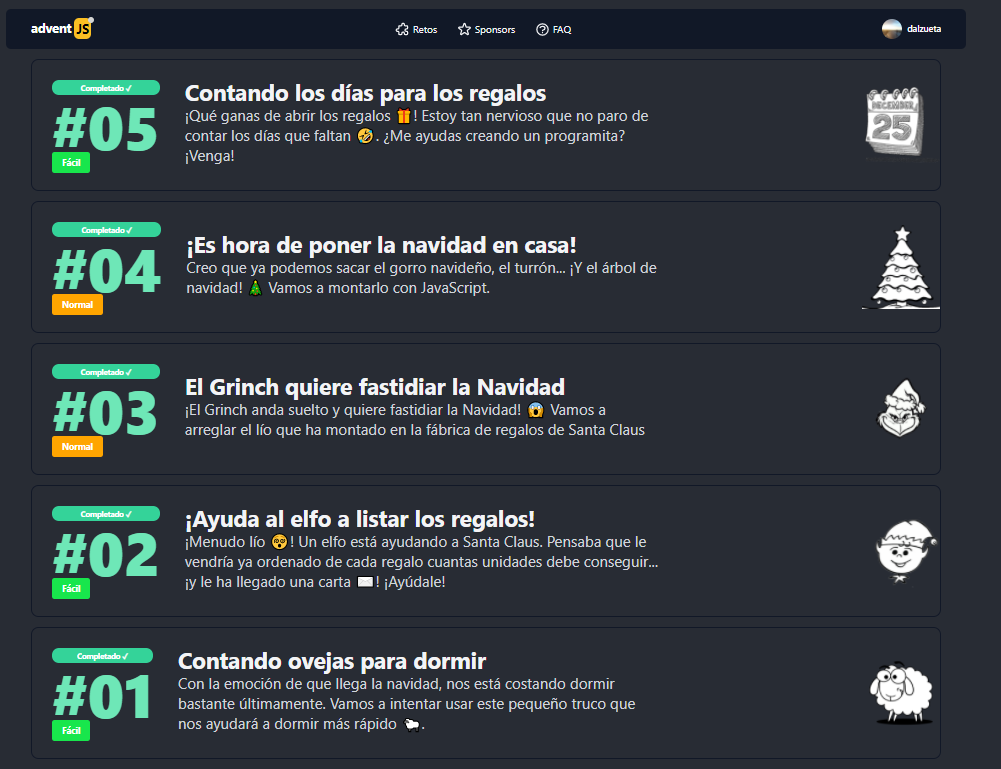 advent JS
Retos
Sponsors
FAQ
dalzueta
Completado ✓
#05
Fácil
Contando los días para los regalos
¡Qué ganas de abrir los regalos 🎁! Estoy tan nervioso que no paro de
contar los días que faltan 🤣. ¿Me ayudas creando un programita?
¡Venga!
DECEMBER
25
Completado ✓
#04
Normal
¡Es hora de poner la navidad en casa!
Creo que ya podemos sacar el gorro navideño, el turrón... ¡Y el árbol de
navidad! 🎄 Vamos a montarlo con JavaScript.
Completado ✓
#03
Normal
El Grinch quiere fastidiar la Navidad
¡El Grinch anda suelto y quiere fastidiar la Navidad! 😱 Vamos a
arreglar el lío que ha montado en la fábrica de regalos de Santa Claus
Completado ✓
#02
Fácil
¡Ayuda al elfo a listar los regalos!
¡Menudo lío 😵! Un elfo está ayudando a Santa Claus. Pensaba que le
vendría ya ordenado de cada regalo cuantas unidades debe conseguir...
¡y le ha llegado una carta ✉️! ¡Ayúdale!
Completado ✓
#01
Fácil
Contando ovejas para dormir
Con la emoción de que llega la navidad, nos está costando dormir
bastante últimamente. Vamos a intentar usar este pequeño truco que
nos ayudará a dormir más rápido 🐑.